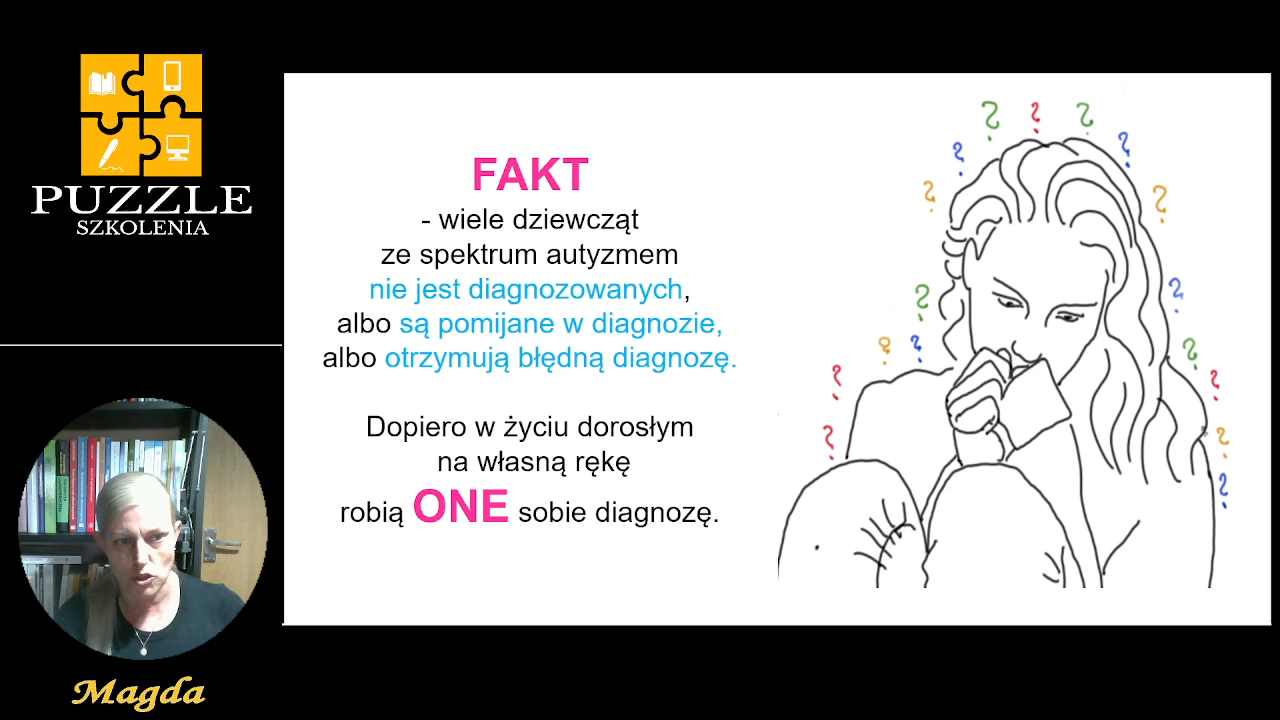 PUZZLE
SZKOLENIA
FAKT
- wiele dziewcząt
ze spektrum autyzmem
nie jest diagnozowanych,
albo są pomijane w diagnozie,
albo otrzymują błędną diagnozę.
Dopiero w życiu dorosłym
na własną rękę
robią ONE sobie diagnozę.
Magda